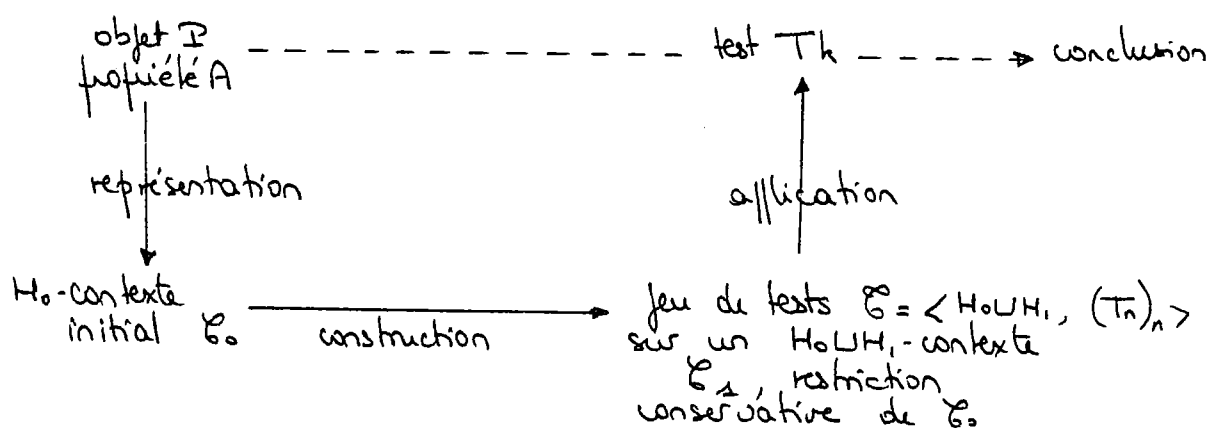 objet P
propriété A
test Tk
conclusion
représentation
application
H₀-contexte
initial 𝒞₀
construction
jeu de tests 𝒞 = < H₀∪H₁, (Tn)n >
sur un H₀∪H₁-contexte
𝒞₁, restriction
conservative de 𝒞₀